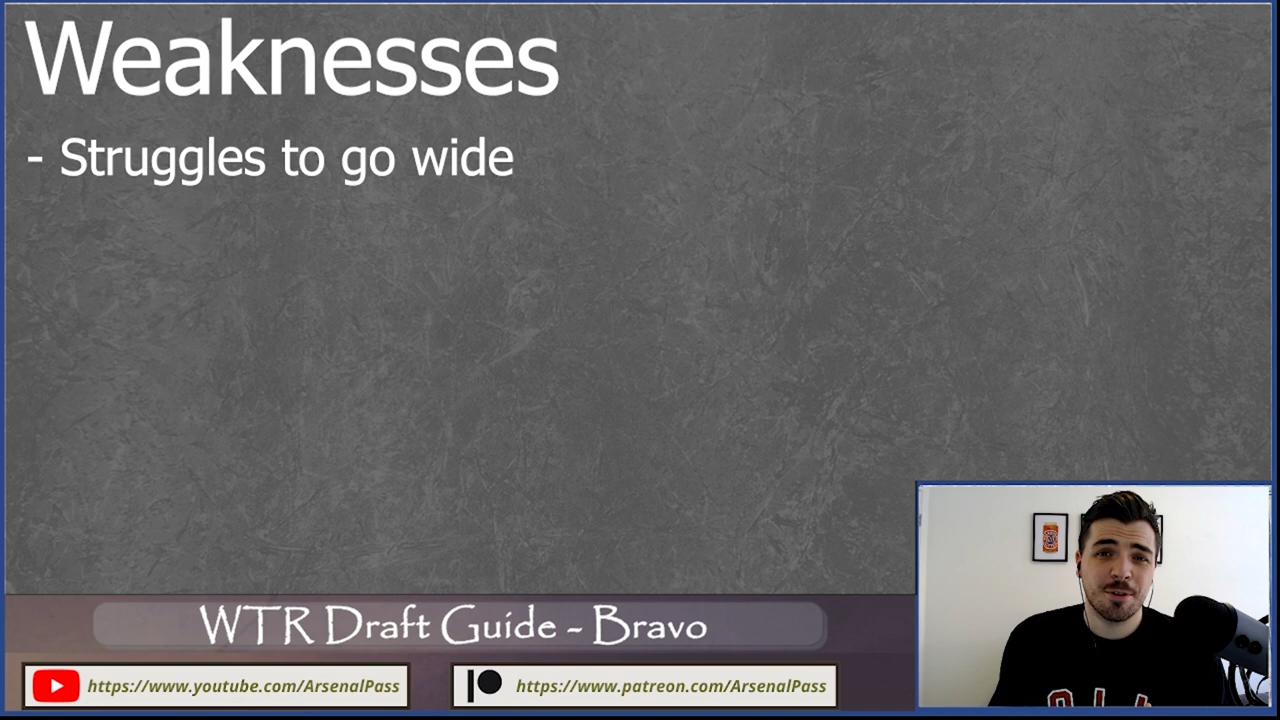 Weaknesses
- Struggles to go wide
WTR Draft Guide - Bravo
https://www.youtube.com/ArsenalPass
https://www.patreon.com/ArsenalPass